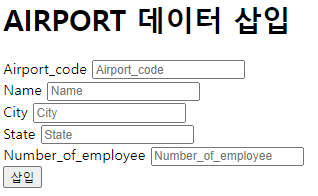 AIRPORT 데이터 삽입
Airport_code Airport_code
Name Name
City City
State State
Number_of_employee Number_of_employee
삽입